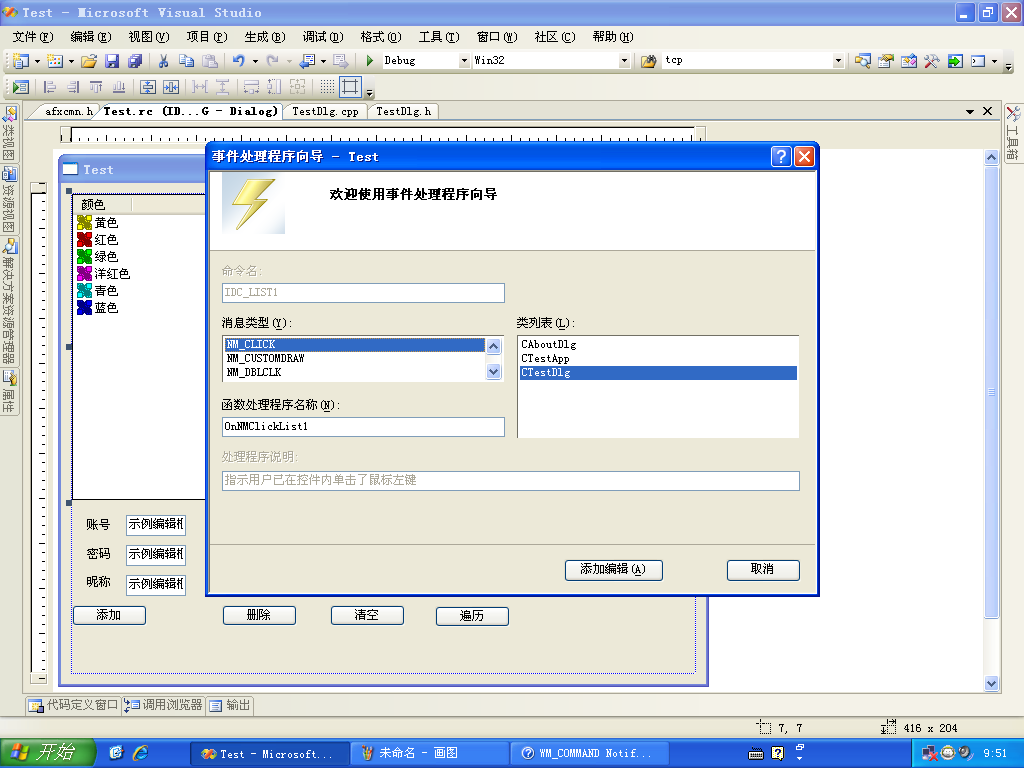 Test - Microsoft Visual Studio
文件(F) 编辑(E) 视图(V) 项目(P) 生成(B) 调试(D) 格式(O) 工具(T) 窗口(W) 社区(C) 帮助(H)
Debug Win32 tcp
afxcmn.h Test.rc (ID...G - Dialog) TestDlg.cpp TestDlg.h
类视图
资源视图
解决方案资源管理器
属性
工具箱
Test
颜色
黄色
红色
绿色
洋红色
青色
蓝色
账号 示例编辑框
密码 示例编辑框
昵称 示例编辑框
添加 删除 清空 遍历
事件处理程序向导 - Test
欢迎使用事件处理程序向导
命令名:
IDC_LIST1
消息类型(Y): 类列表(L):
NM_CLICK
NM_CUSTOMDRAW
NM_DBLCLK
CAboutDlg
CTestApp
CTestDlg
函数处理程序名称(N):
OnNMClickList1
处理程序说明:
指示用户已在控件内单击了鼠标左键
添加编辑(A) 取消
代码定义窗口 调用浏览器 输出
7, 7 416 x 204
开始 Test - Microsoft... 未命名 - 画图 WM_COMMAND Notif... 9:51